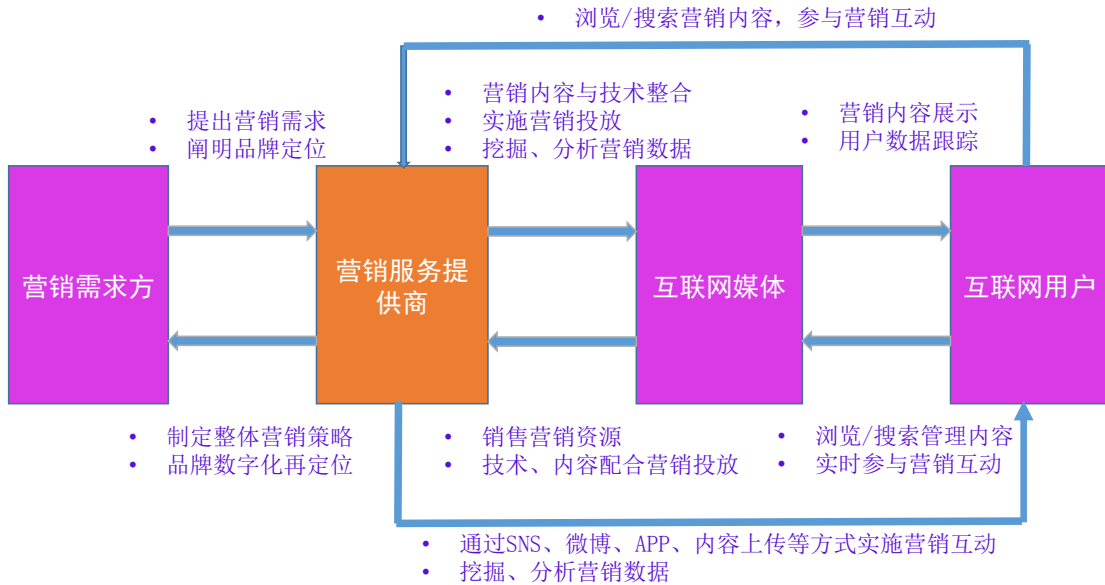 • 浏览/搜索营销内容，参与营销互动
• 提出营销需求
• 阐明品牌定位
• 营销内容与技术整合
• 实施营销投放
• 挖掘、分析营销数据
• 营销内容展示
• 用户数据跟踪
营销需求方
营销服务提
供商
互联网媒体
互联网用户
• 制定整体营销策略
• 品牌数字化再定位
• 销售营销资源
• 技术、内容配合营销投放
• 浏览/搜索管理内容
• 实时参与营销互动
• 通过SNS、微博、APP、内容上传等方式实施营销互动
• 挖掘、分析营销数据